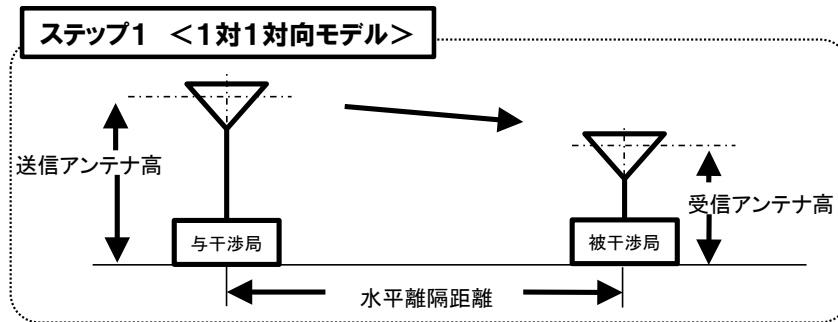 ステップ1 <1対1対向モデル>
送信アンテナ高
受信アンテナ高
与干渉局
被干渉局
水平離隔距離